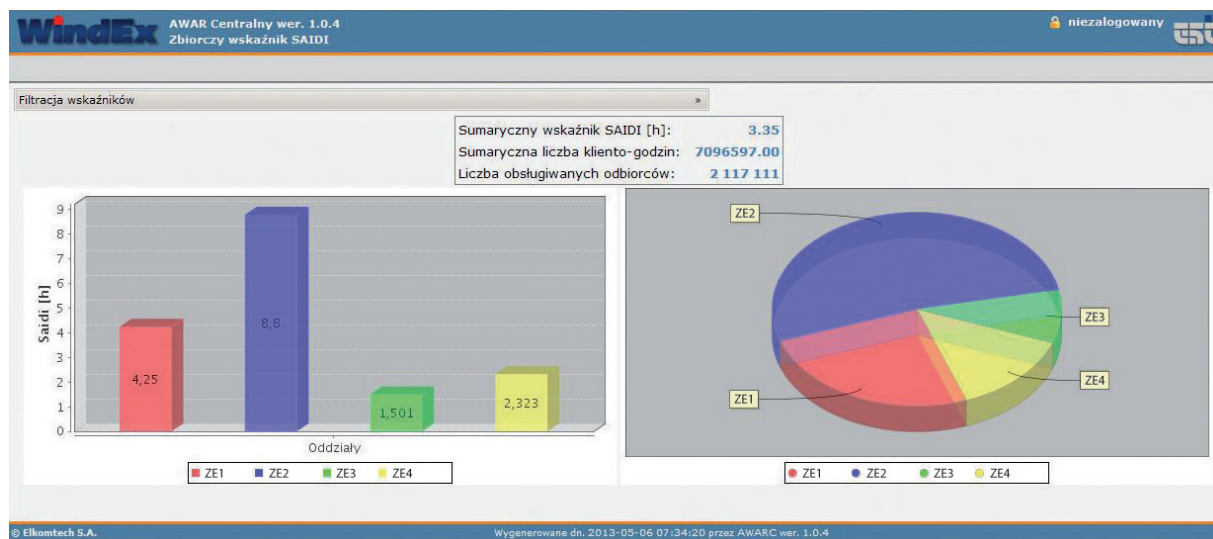 WindEx
AWAR Centralny wer. 1.0.4
Zbiorczy wskaźnik SAIDI
niezalogowany
Filtracja wskaźników »
Sumaryczny wskaźnik SAIDI [h]: 3.35
Sumaryczna liczba kliento-godzin: 7096597.00
Liczba obsługiwanych odbiorców: 2 117 111
9
8
7
6
5
4
3
2
1
0
Saidi [h]
4,25
8,8
1,501
2,323
Oddziały
ZE1 ZE2 ZE3 ZE4
ZE2
ZE3
ZE4
ZE1
ZE1 ZE2 ZE3 ZE4
© Elkomtech S.A.
Wygenerowane dn. 2013-05-06 07:34:20 przez AWARC wer. 1.0.4